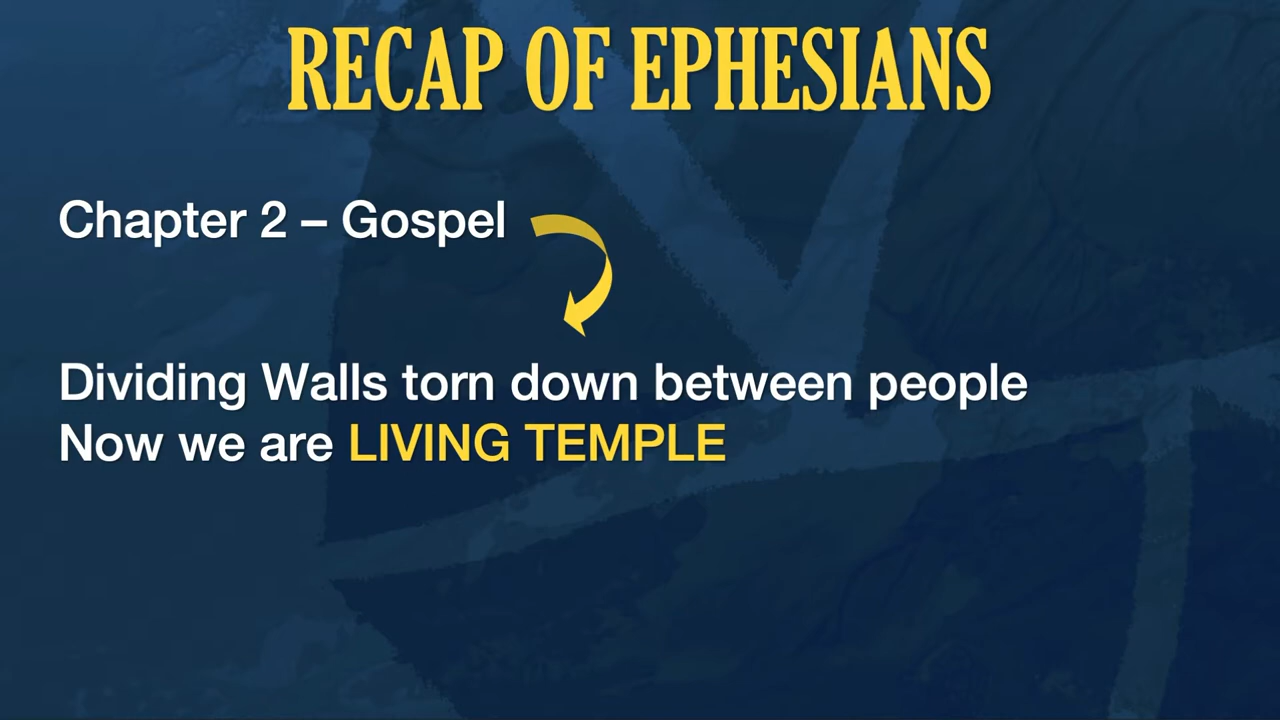 RECAP OF EPHESIANS
Chapter 2 – Gospel
Dividing Walls torn down between people
Now we are LIVING TEMPLE